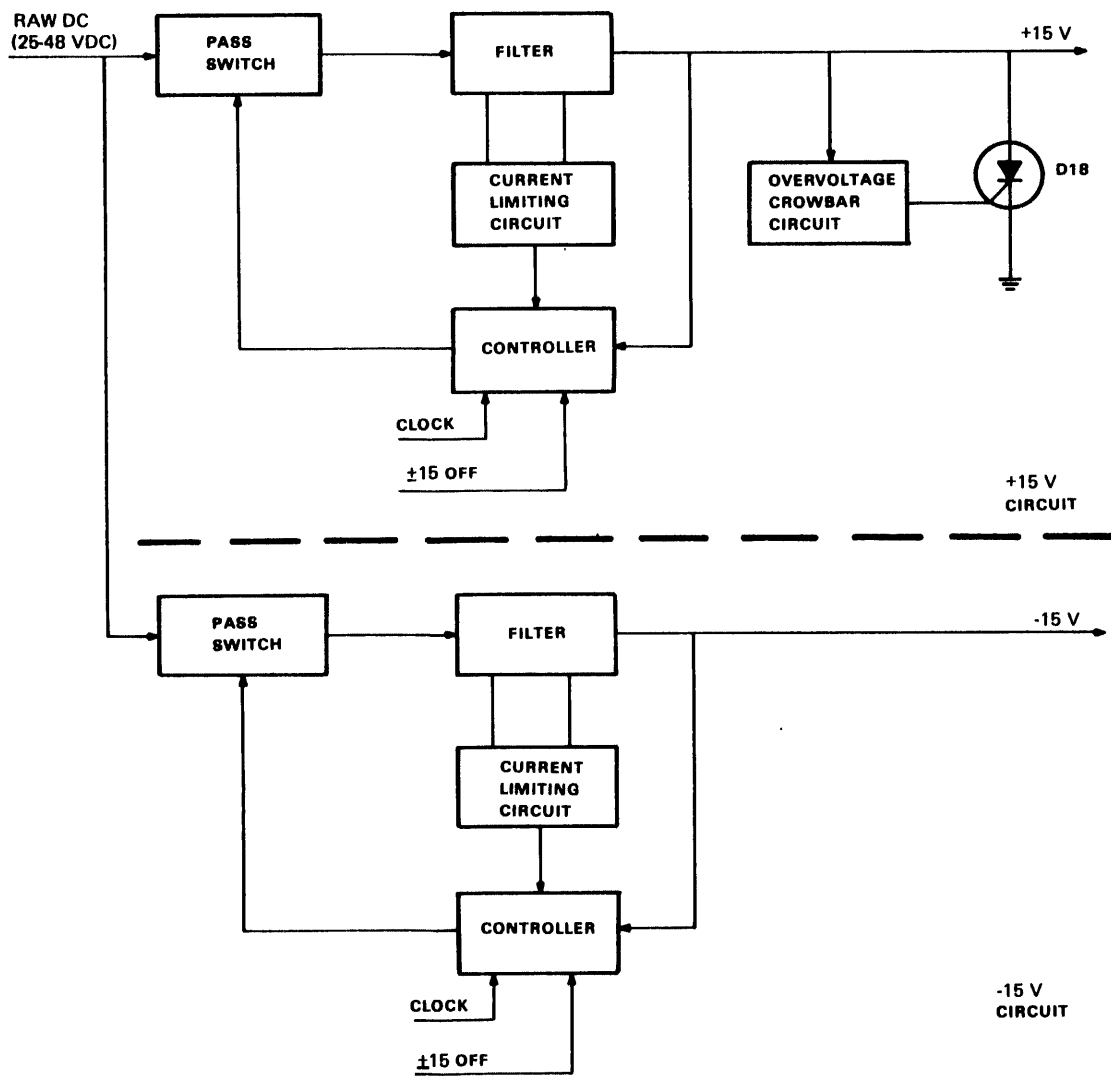 RAW DC
(25-48 VDC)
PASS
SWITCH
FILTER
+15 V
CURRENT
LIMITING
CIRCUIT
OVERVOLTAGE
CROWBAR
CIRCUIT
D18
CONTROLLER
CLOCK
±15 OFF
+15 V
CIRCUIT
PASS
SWITCH
FILTER
-15 V
CURRENT
LIMITING
CIRCUIT
CONTROLLER
CLOCK
±15 OFF
-15 V
CIRCUIT